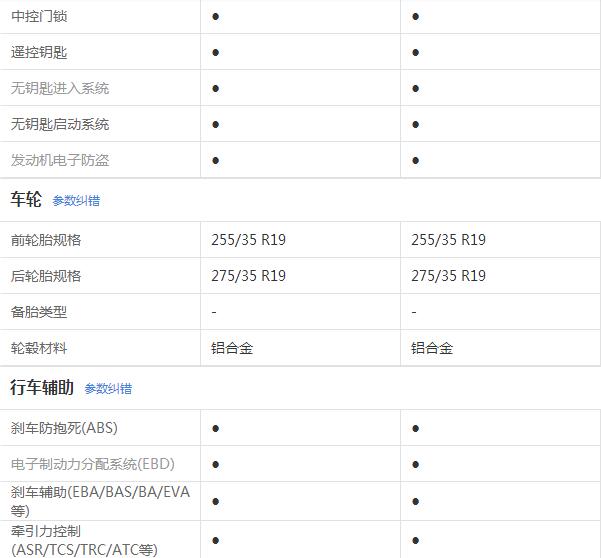 中控门锁 ● ●
遥控钥匙 ● ●
无钥匙进入系统 ● ●
无钥匙启动系统 ● ●
发动机电子防盗 ● ●
车轮 参数纠错
前轮胎规格 255/35 R19 255/35 R19
后轮胎规格 275/35 R19 275/35 R19
备胎类型 - -
轮毂材料 铝合金 铝合金
行车辅助 参数纠错
刹车防抱死(ABS) ● ●
电子制动力分配系统(EBD) ● ●
刹车辅助(EBA/BAS/BA/EVA
等) ● ●
牵引力控制
(ASR/TCS/TRC/ATC等) ● ●